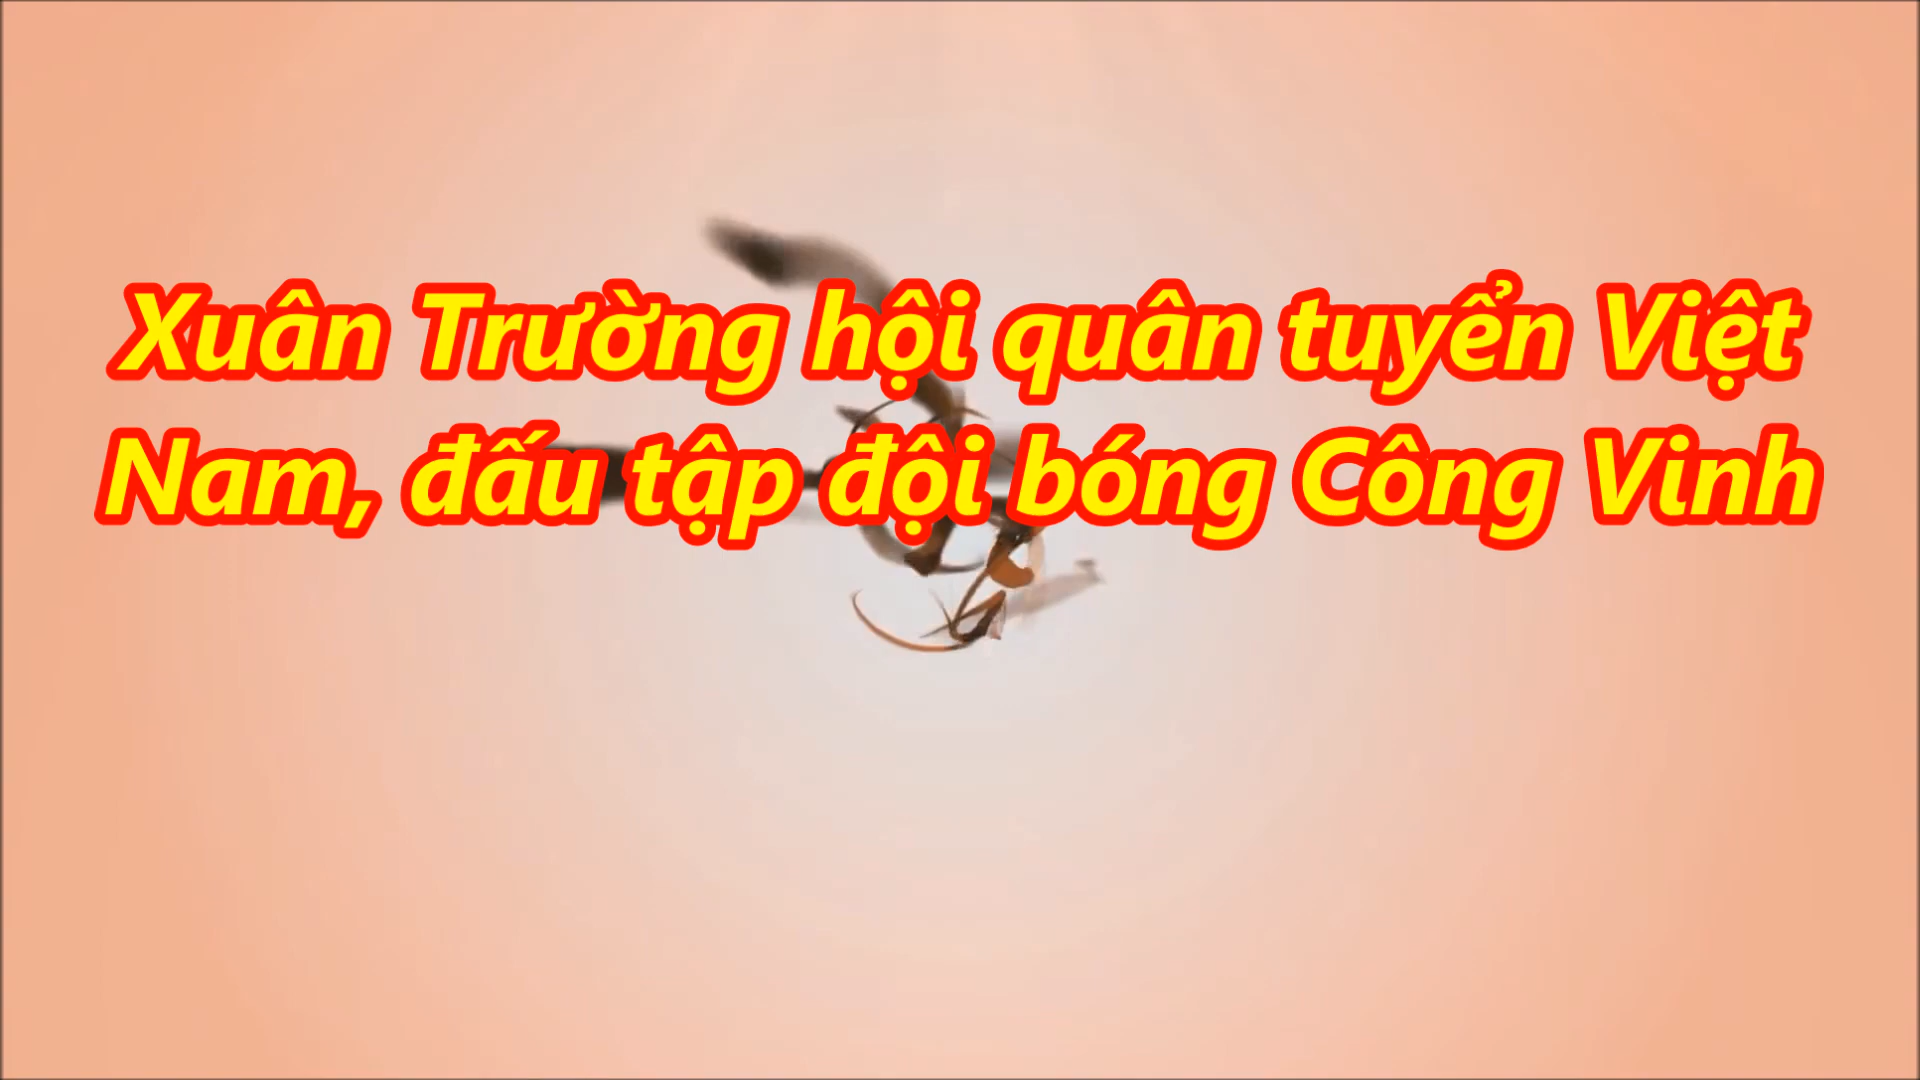 Xuân Trường hội quân tuyển Việt
Nam, đấu tập đội bóng Công Vinh